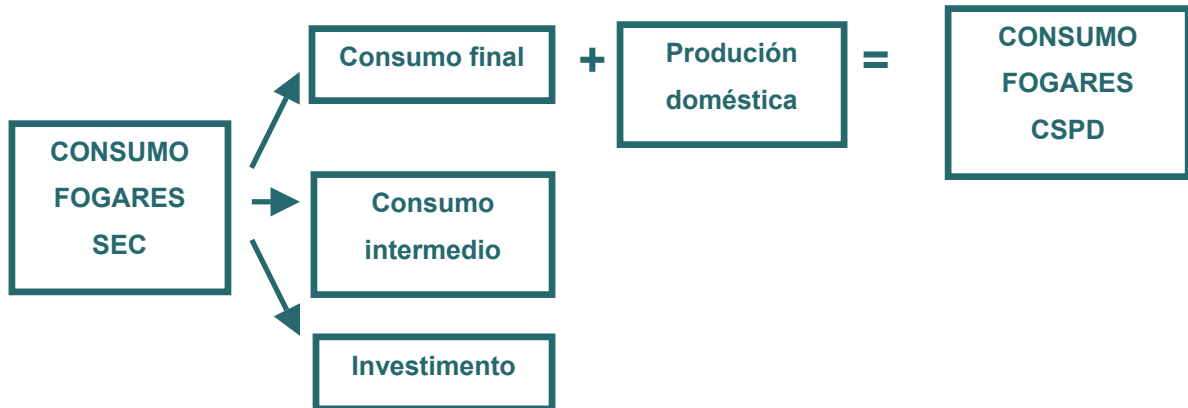 CONSUMO
FOGARES
SEC
Consumo final
+
Produción
doméstica
=
CONSUMO
FOGARES
CSPD
Consumo
intermedio
Investimento